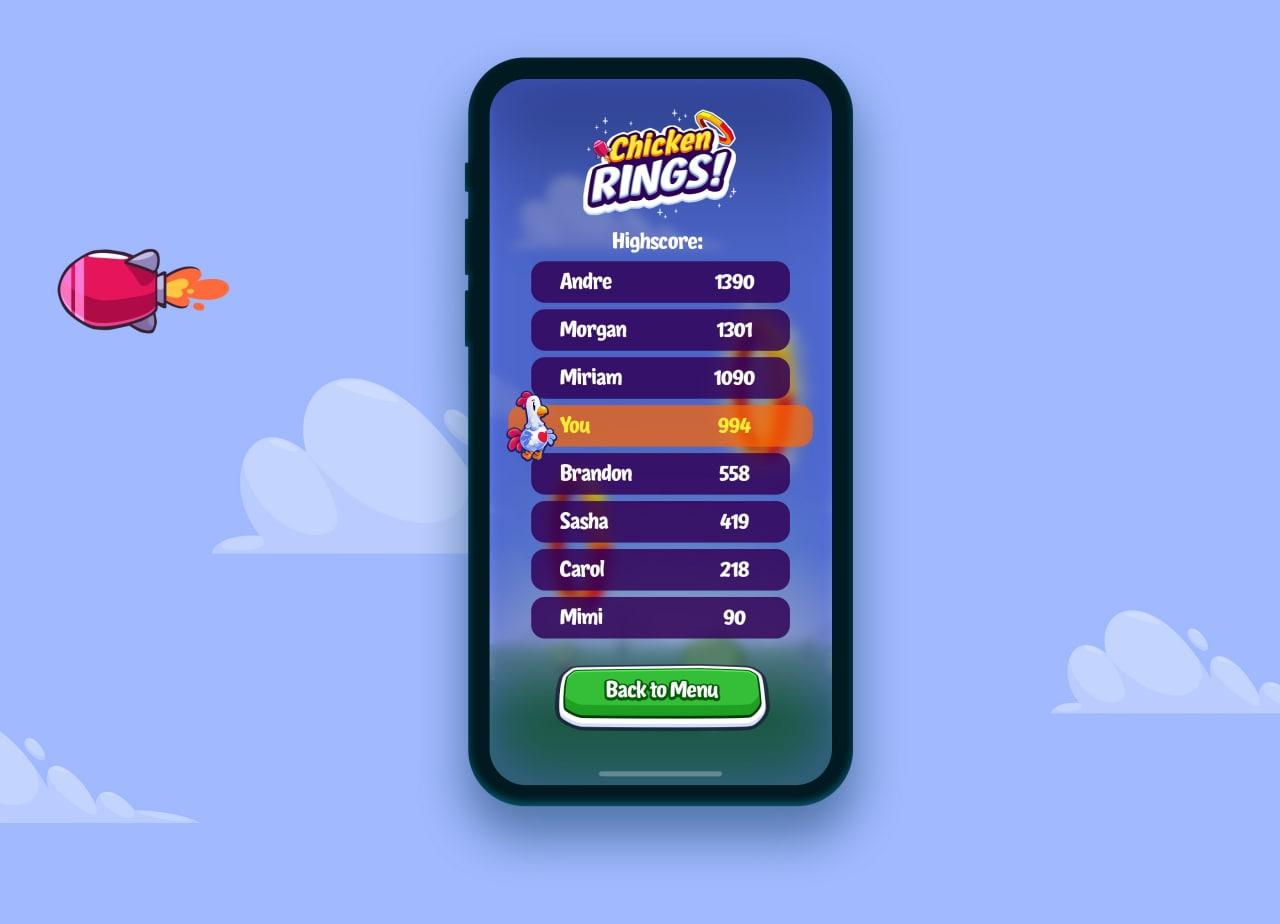 Chicken
RINGS!
Highscore:
Andre 1390
Morgan 1301
Miriam 1090
You 994
Brandon 558
Sasha 419
Carol 218
Mimi 90
Back to Menu